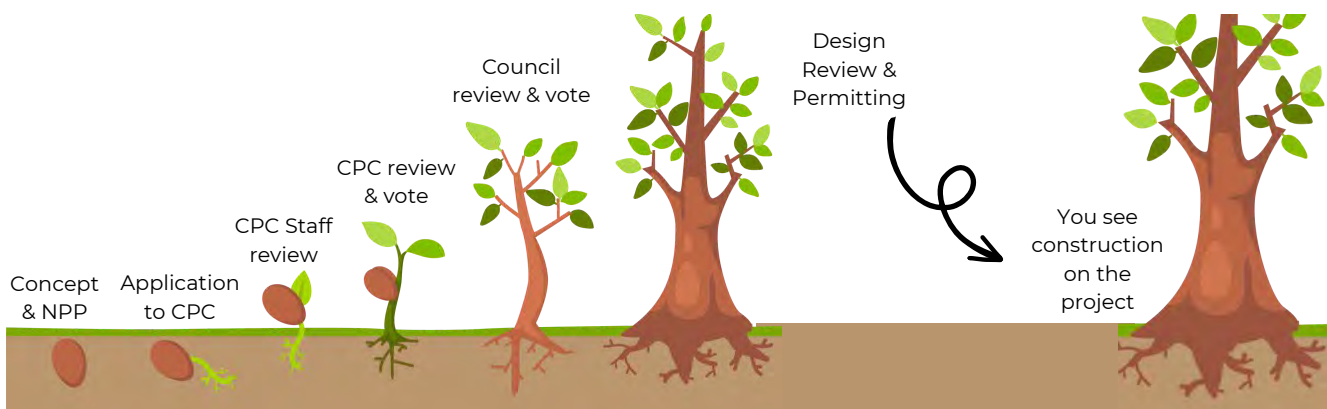 Concept
& NPP
Application
to CPC
CPC Staff
review
CPC review
& vote
Council
review & vote
Design
Review &
Permitting
You see
construction
on the
project